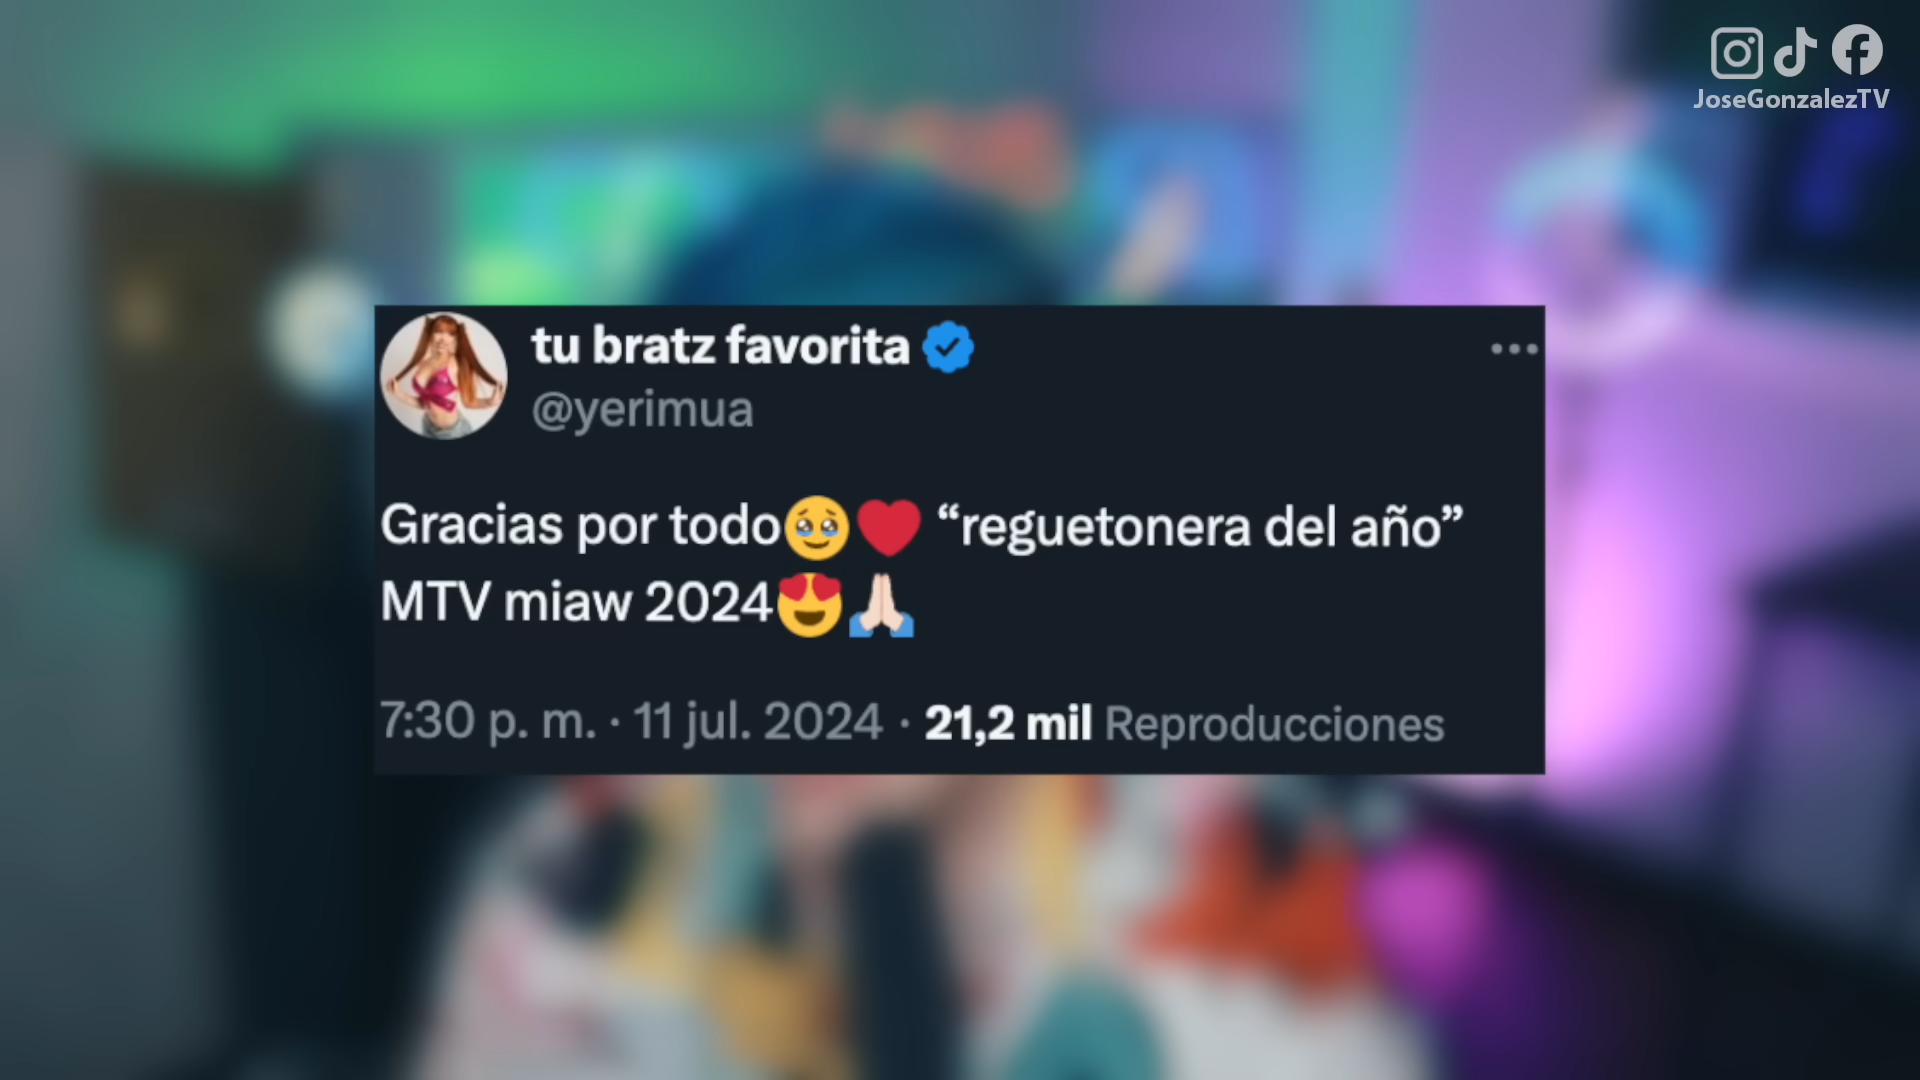 JoseGonzalezTV
tu bratz favorita
@yerimua
Gracias por todo🥹❤️ “reguetonera del año”
MTV miaw 2024😍🙏🏻
7:30 p. m. · 11 jul. 2024 · 21,2 mil Reproducciones